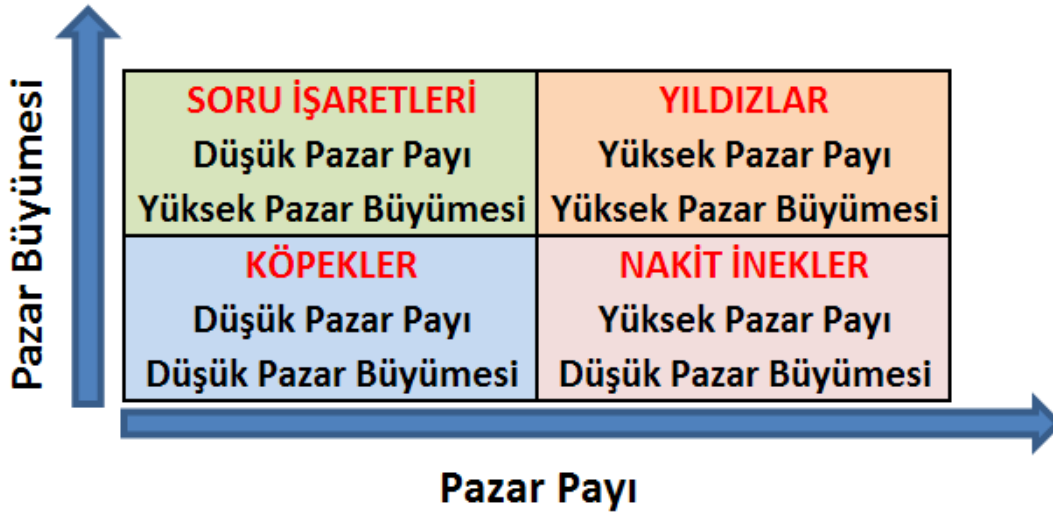 Pazar Büyümesi
SORU İŞARETLERİ
Düşük Pazar Payı
Yüksek Pazar Büyümesi
YILDIZLAR
Yüksek Pazar Payı
Yüksek Pazar Büyümesi
KÖPEKLER
Düşük Pazar Payı
Düşük Pazar Büyümesi
NAKİT İNEKLER
Yüksek Pazar Payı
Düşük Pazar Büyümesi
Pazar Payı